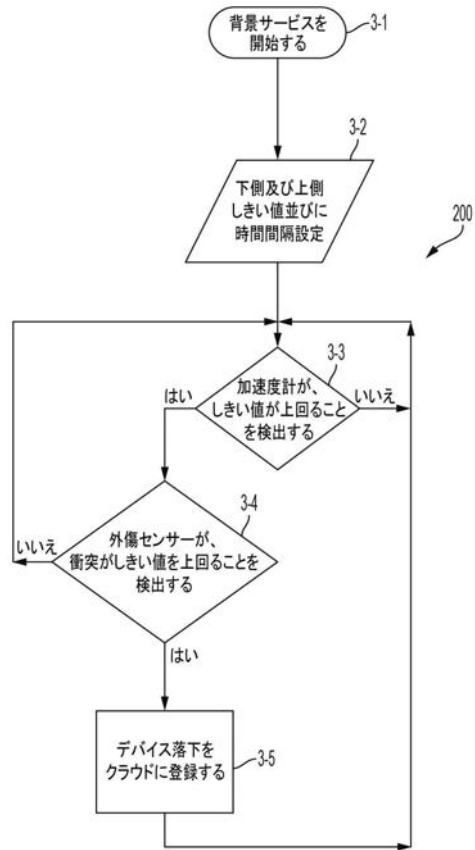 背景サービスを
開始する
3-1
3-2
下側及び上側
しきい値並びに
時間間隔設定
200
3-3
加速度計が、
しきい値が上回ること
を検出する
はい
いいえ
3-4
外傷センサーが、
衝突がしきい値を上回ることを
検出する
いいえ
はい
デバイス落下を
クラウドに登録する
3-5